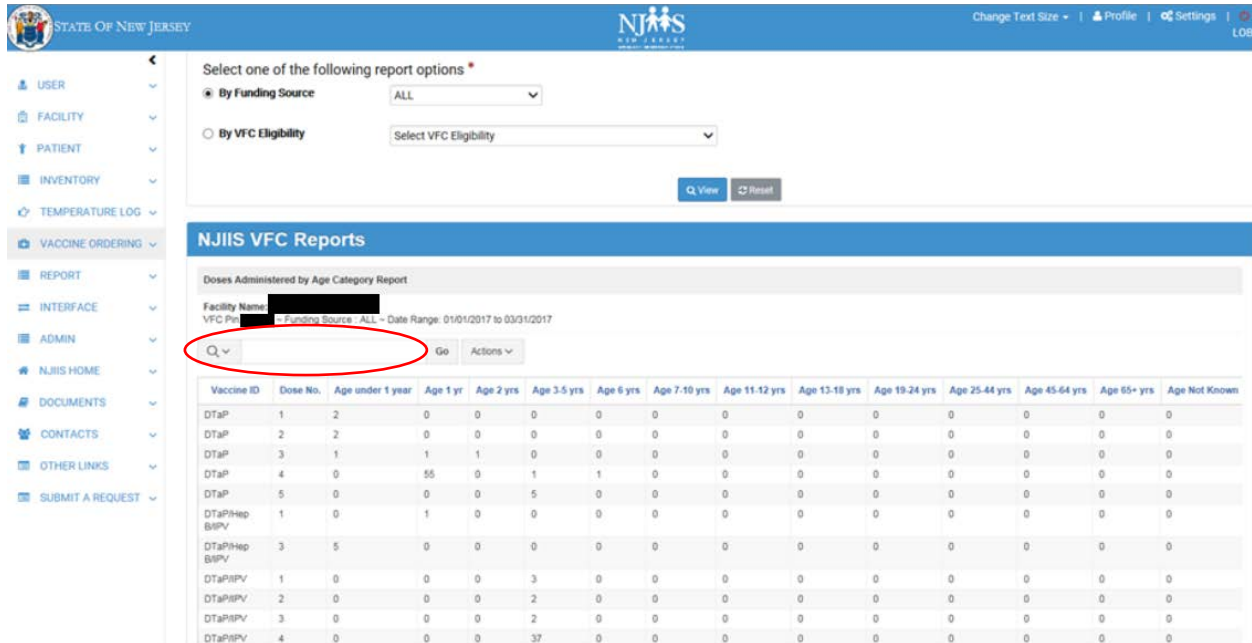 STATE OF NEW JERSEY
NJIIS
NEW JERSEY
Change Text Size | Profile | Settings |
Select one of the following report options *
By Funding Source ALL
By VFC Eligibility Select VFC Eligibility
View Reset
USER
FACILITY
PATIENT
INVENTORY
TEMPERATURE LOG
VACCINE ORDERING
REPORT
INTERFACE
ADMIN
NJIIS HOME
DOCUMENTS
CONTACTS
OTHER LINKS
SUBMIT A REQUEST
NJIIS VFC Reports
Doses Administered by Age Category Report
Facility Name:
VFC Pin ~ Funding Source : ALL ~ Date Range: 01/01/2017 to 03/31/2017
Go Actions
Vaccine ID Dose No. Age under 1 year Age 1 yr Age 2 yrs Age 3-5 yrs Age 6 yrs Age 7-10 yrs Age 11-12 yrs Age 13-18 yrs Age 19-24 yrs Age 25-44 yrs Age 45-64 yrs Age 65+ yrs Age Not Known
DTaP 1 2 0 0 0 0 0 0 0 0 0 0 0 0
DTaP 2 2 0 0 0 0 0 0 0 0 0 0 0 0
DTaP 3 1 1 1 0 0 0 0 0 0 0 0 0 0
DTaP 4 0 55 0 1 1 0 0 0 0 0 0 0 0
DTaP 5 0 0 0 5 0 0 0 0 0 0 0 0 0
DTaP/Hep 1 0 1 0 0 0 0 0 0 0 0 0 0 0
B/IPV
DTaP/Hep 3 5 0 0 0 0 0 0 0 0 0 0 0 0
B/IPV
DTaP/IPV 1 0 0 0 3 0 0 0 0 0 0 0 0 0
DTaP/IPV 2 0 0 0 2 0 0 0 0 0 0 0 0 0
DTaP/IPV 3 0 0 0 2 0 0 0 0 0 0 0 0 0
DTaP/IPV 4 0 0 0 37 0 0 0 0 0 0 0 0 0